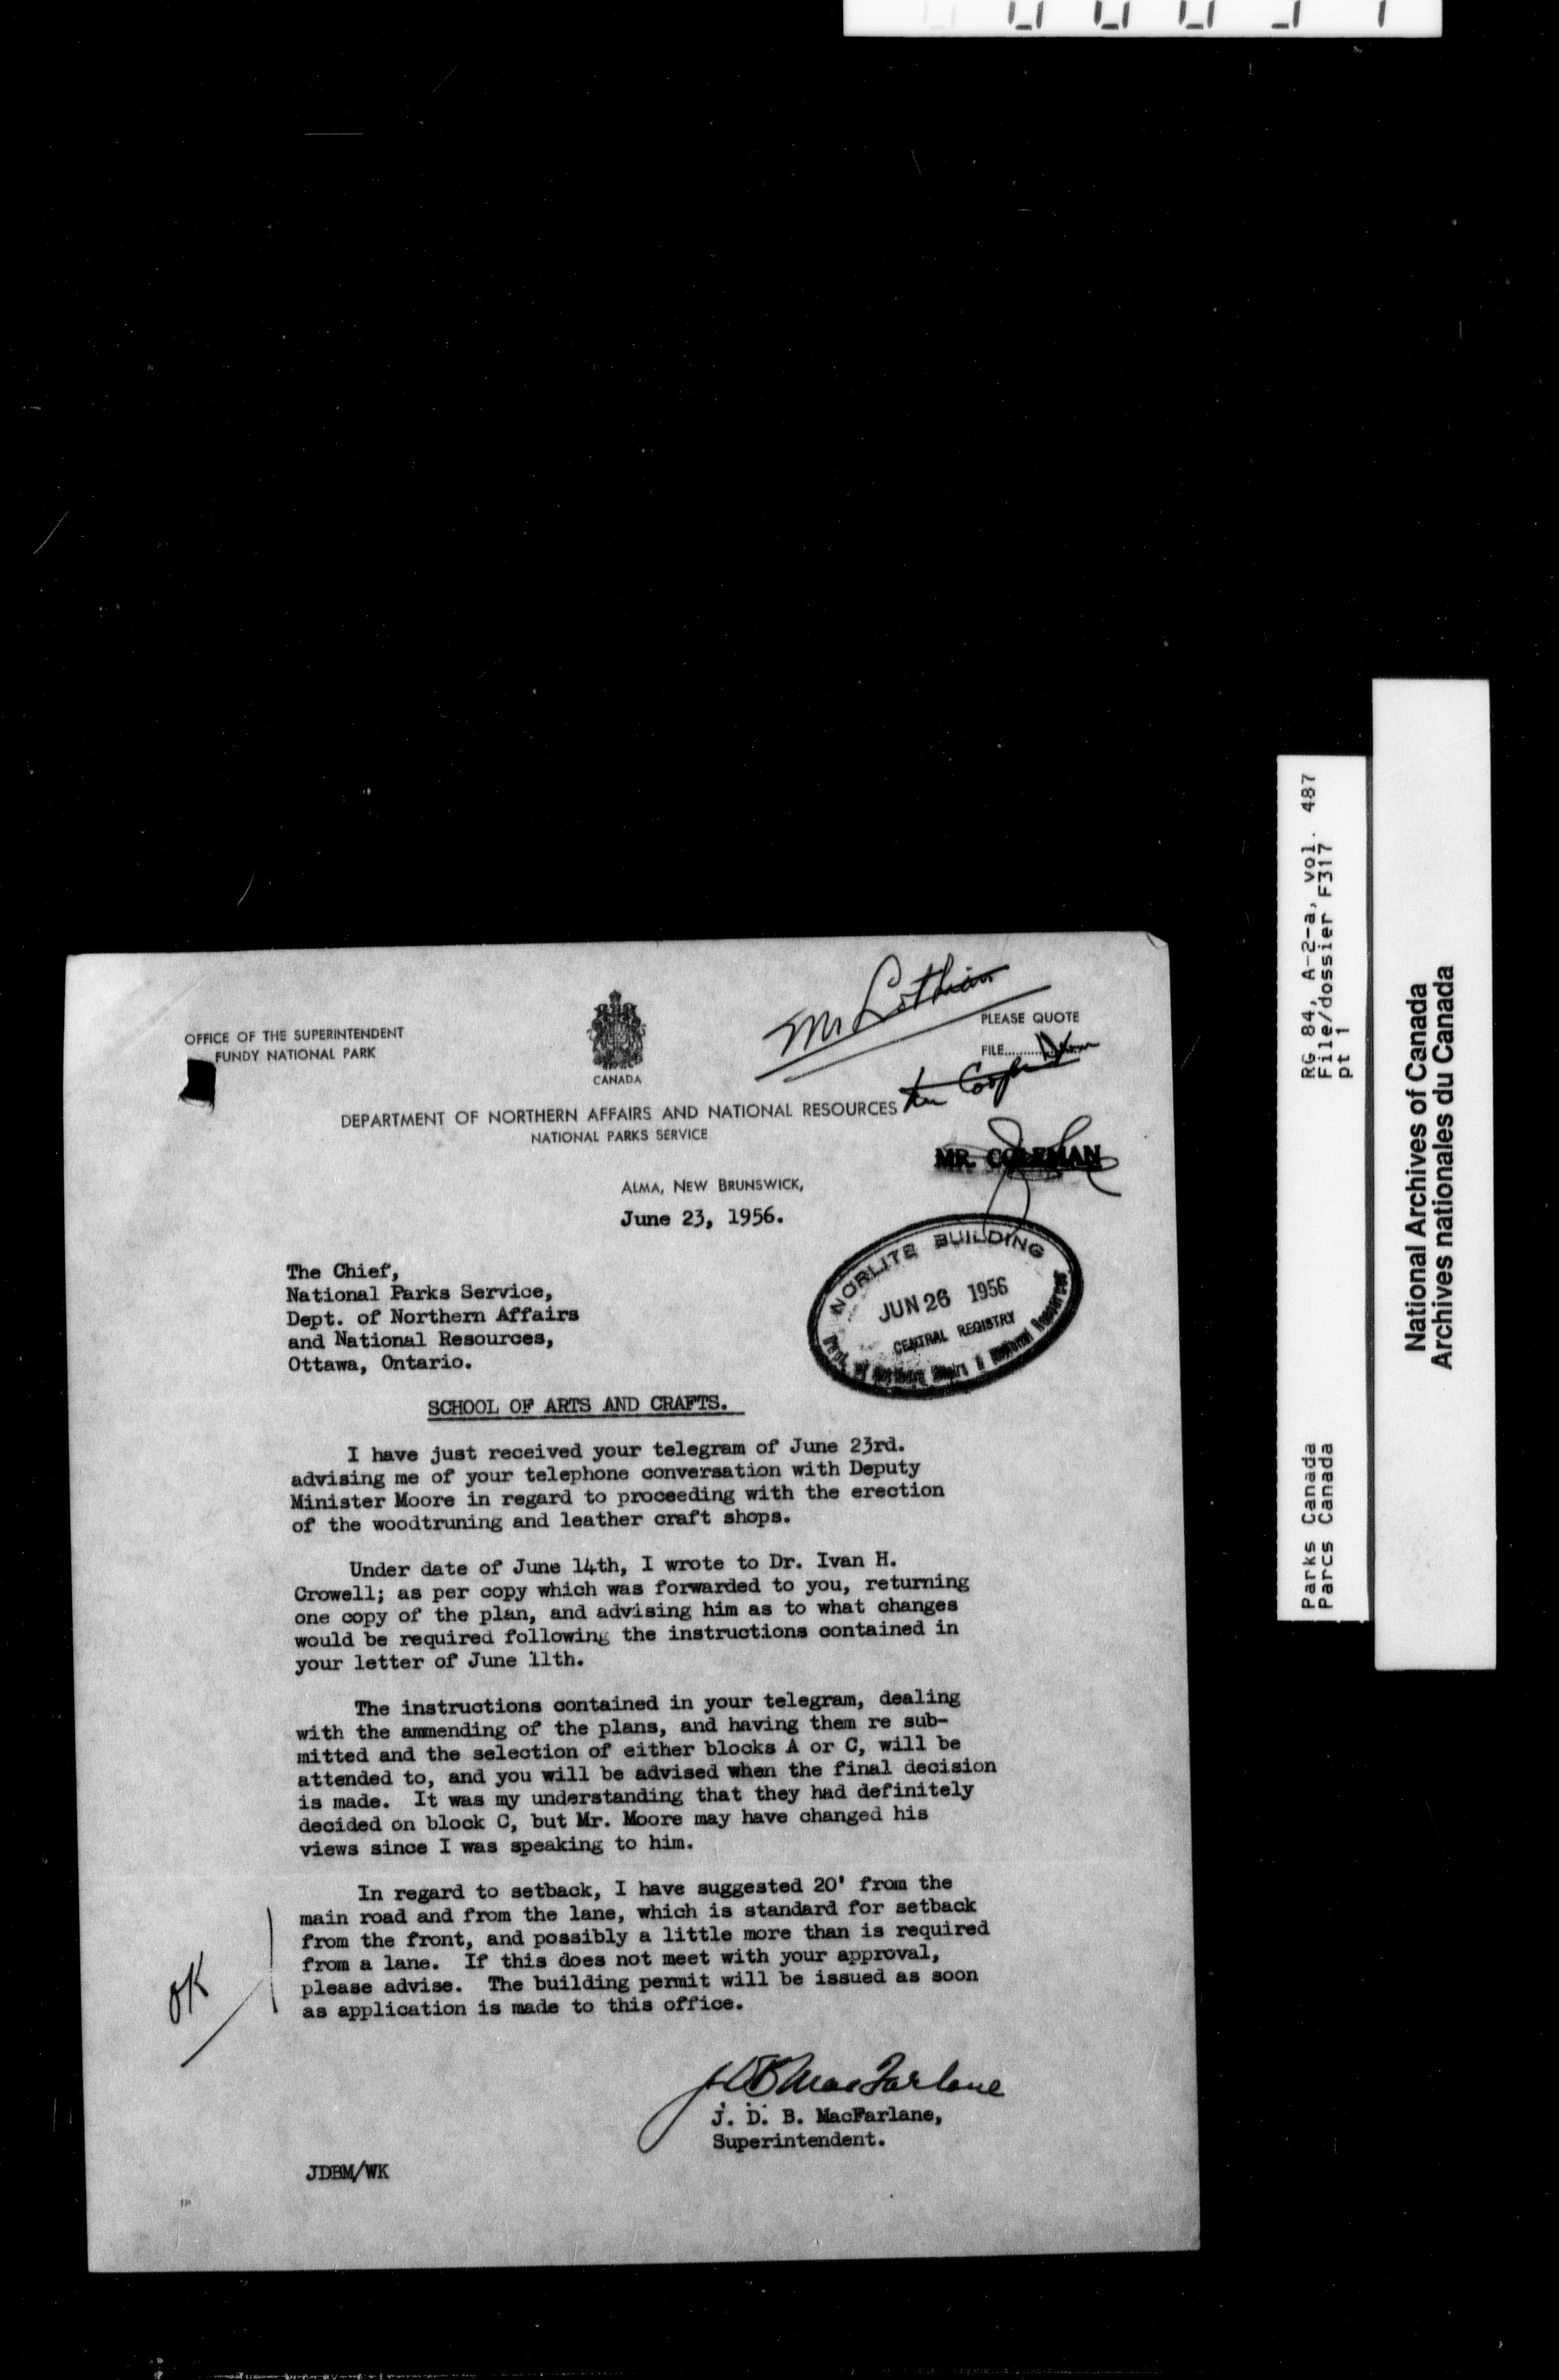 OFFICE OF THE SUPERINTENDENT
FUNDY NATIONAL PARK
CANADA
Mr Lothian
PLEASE QUOTE
FILE
DEPARTMENT OF NORTHERN AFFAIRS AND NATIONAL RESOURCES
NATIONAL PARKS SERVICE
MR. COLEMAN
ALMA, NEW BRUNSWICK,
June 23, 1956.
NORLITE BUILDING
JUN 26 1956
CENTRAL REGISTRY
Dept. of Northern Affairs & National Resources
The Chief,
National Parks Service,
Dept. of Northern Affairs
and National Resources,
Ottawa, Ontario.
SCHOOL OF ARTS AND CRAFTS.
I have just received your telegram of June 23rd.
advising me of your telephone conversation with Deputy
Minister Moore in regard to proceeding with the erection
of the woodtruning and leather craft shops.
Under date of June 14th, I wrote to Dr. Ivan H.
Crowell; as per copy which was forwarded to you, returning
one copy of the plan, and advising him as to what changes
would be required following the instructions contained in
your letter of June 11th.
The instructions contained in your telegram, dealing
with the ammending of the plans, and having them re sub-
mitted and the selection of either blocks A or C, will be
attended to, and you will be advised when the final decision
is made. It was my understanding that they had definitely
decided on block C, but Mr. Moore may have changed his
views since I was speaking to him.
In regard to setback, I have suggested 20' from the
main road and from the lane, which is standard for setback
from the front, and possibly a little more than is required
from a lane. If this does not meet with your approval,
please advise. The building permit will be issued as soon
as application is made to this office.
OK
JDB MacFarlane
J. D. B. MacFarlane,
Superintendent.
JDBM/WK
RG 84, A-2-a, vol. 487
File/dossier F317
pt 1
Parks Canada
Parcs Canada
National Archives of Canada
Archives nationales du Canada